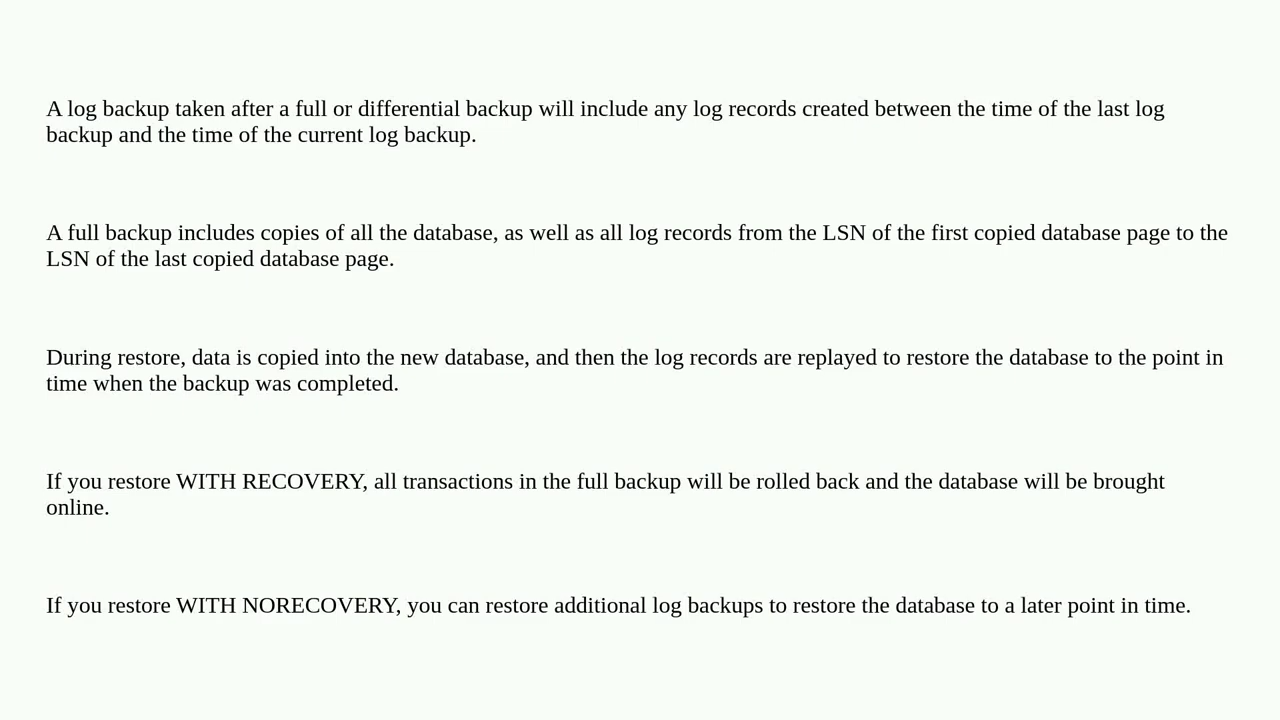 A log backup taken after a full or differential backup will include any log records created between the time of the last log
backup and the time of the current log backup.
A full backup includes copies of all the database, as well as all log records from the LSN of the first copied database page to the
LSN of the last copied database page.
During restore, data is copied into the new database, and then the log records are replayed to restore the database to the point in
time when the backup was completed.
If you restore WITH RECOVERY, all transactions in the full backup will be rolled back and the database will be brought
online.
If you restore WITH NORECOVERY, you can restore additional log backups to restore the database to a later point in time.